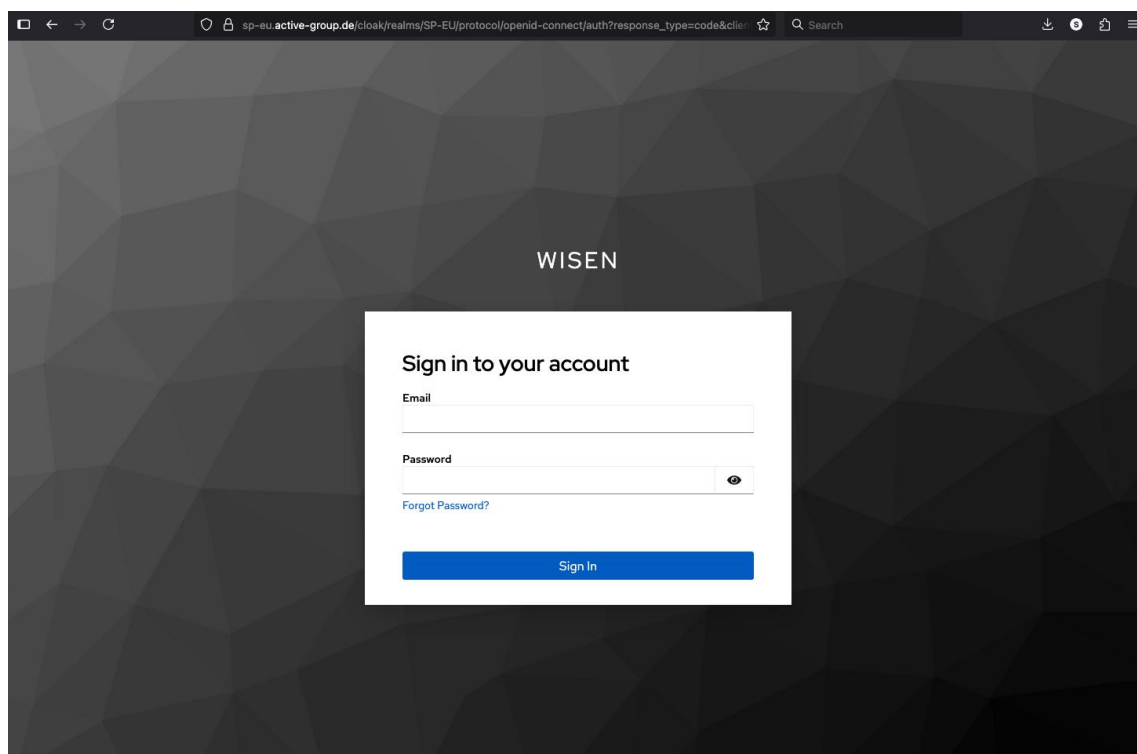 sp-eu.active-group.de/cloak/realms/SP-EU/protocol/openid-connect/auth?response_type=code&clien
Search
S
WISEN
Sign in to your account
Email
Password
Forgot Password?
Sign In